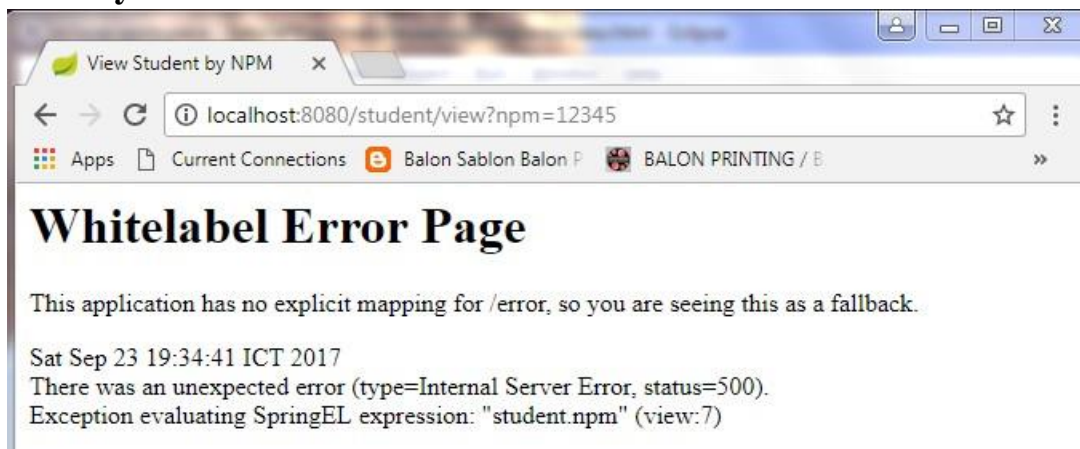 View Student by NPM
localhost:8080/student/view?npm=12345
Apps Current Connections Balon Sablon Balon P BALON PRINTING / B
Whitelabel Error Page
This application has no explicit mapping for /error, so you are seeing this as a fallback.
Sat Sep 23 19:34:41 ICT 2017
There was an unexpected error (type=Internal Server Error, status=500).
Exception evaluating SpringEL expression: "student.npm" (view:7)